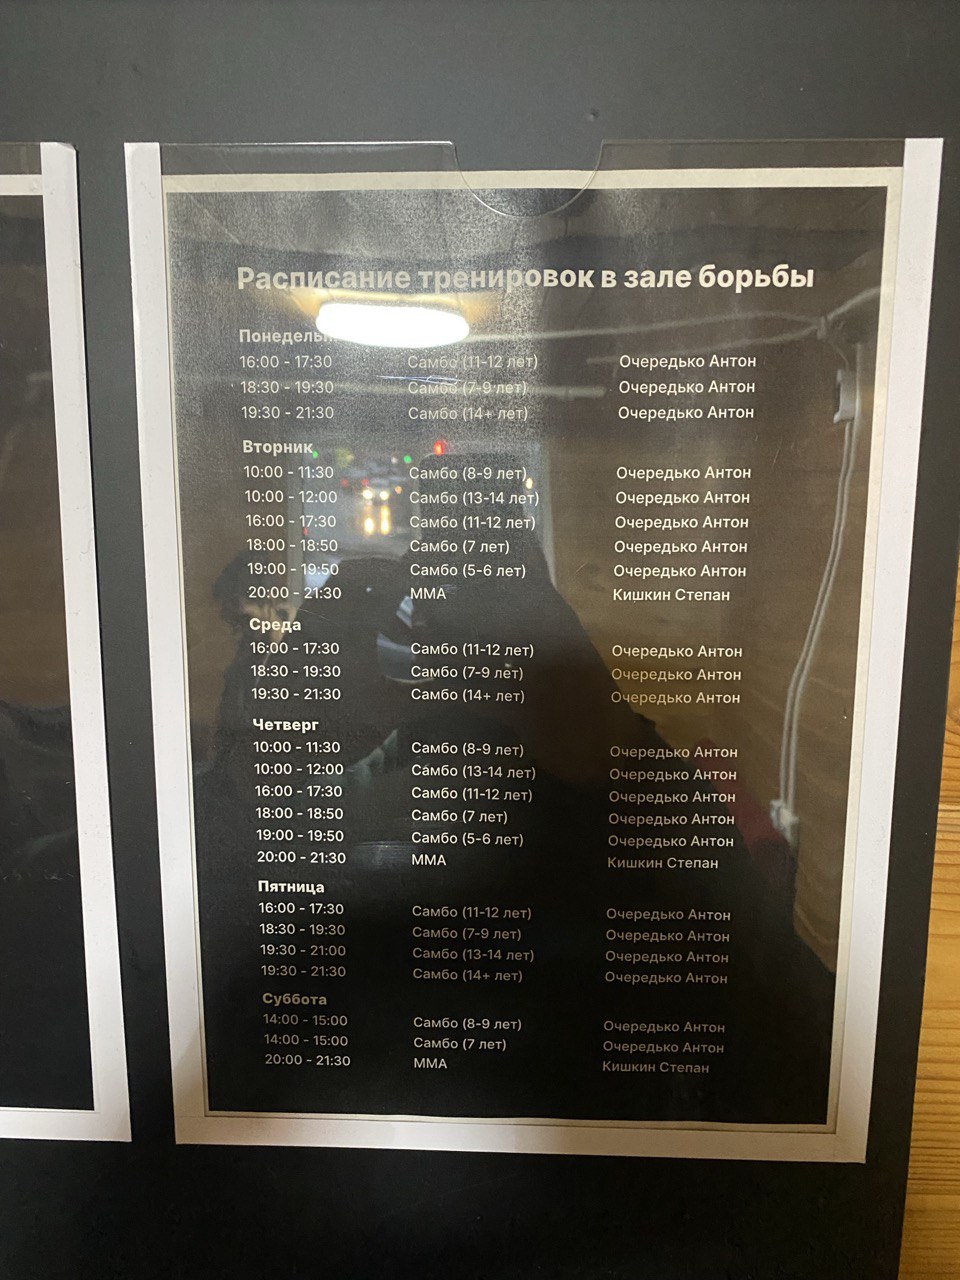 Расписание тренировок в зале борьбы
Понедельник
16:00 - 17:30 Самбо (11-12 лет) Очередько Антон
18:30 - 19:30 Самбо (7-9 лет) Очередько Антон
19:30 - 21:30 Самбо (14+ лет) Очередько Антон
Вторник
10:00 - 11:30 Самбо (8-9 лет) Очередько Антон
10:00 - 12:00 Самбо (13-14 лет) Очередько Антон
16:00 - 17:30 Самбо (11-12 лет) Очередько Антон
18:00 - 18:50 Самбо (7 лет) Очередько Антон
19:00 - 19:50 Самбо (5-6 лет) Очередько Антон
20:00 - 21:30 ММА Кишкин Степан
Среда
16:00 - 17:30 Самбо (11-12 лет) Очередько Антон
18:30 - 19:30 Самбо (7-9 лет) Очередько Антон
19:30 - 21:30 Самбо (14+ лет) Очередько Антон
Четверг
10:00 - 11:30 Самбо (8-9 лет) Очередько Антон
10:00 - 12:00 Самбо (13-14 лет) Очередько Антон
16:00 - 17:30 Самбо (11-12 лет) Очередько Антон
18:00 - 18:50 Самбо (7 лет) Очередько Антон
19:00 - 19:50 Самбо (5-6 лет) Очередько Антон
20:00 - 21:30 ММА Кишкин Степан
Пятница
16:00 - 17:30 Самбо (11-12 лет) Очередько Антон
18:30 - 19:30 Самбо (7-9 лет) Очередько Антон
19:30 - 21:00 Самбо (13-14 лет) Очередько Антон
19:30 - 21:30 Самбо (14+ лет) Очередько Антон
Суббота
14:00 - 15:00 Самбо (8-9 лет) Очередько Антон
14:00 - 15:00 Самбо (7 лет) Очередько Антон
20:00 - 21:30 ММА Кишкин Степан